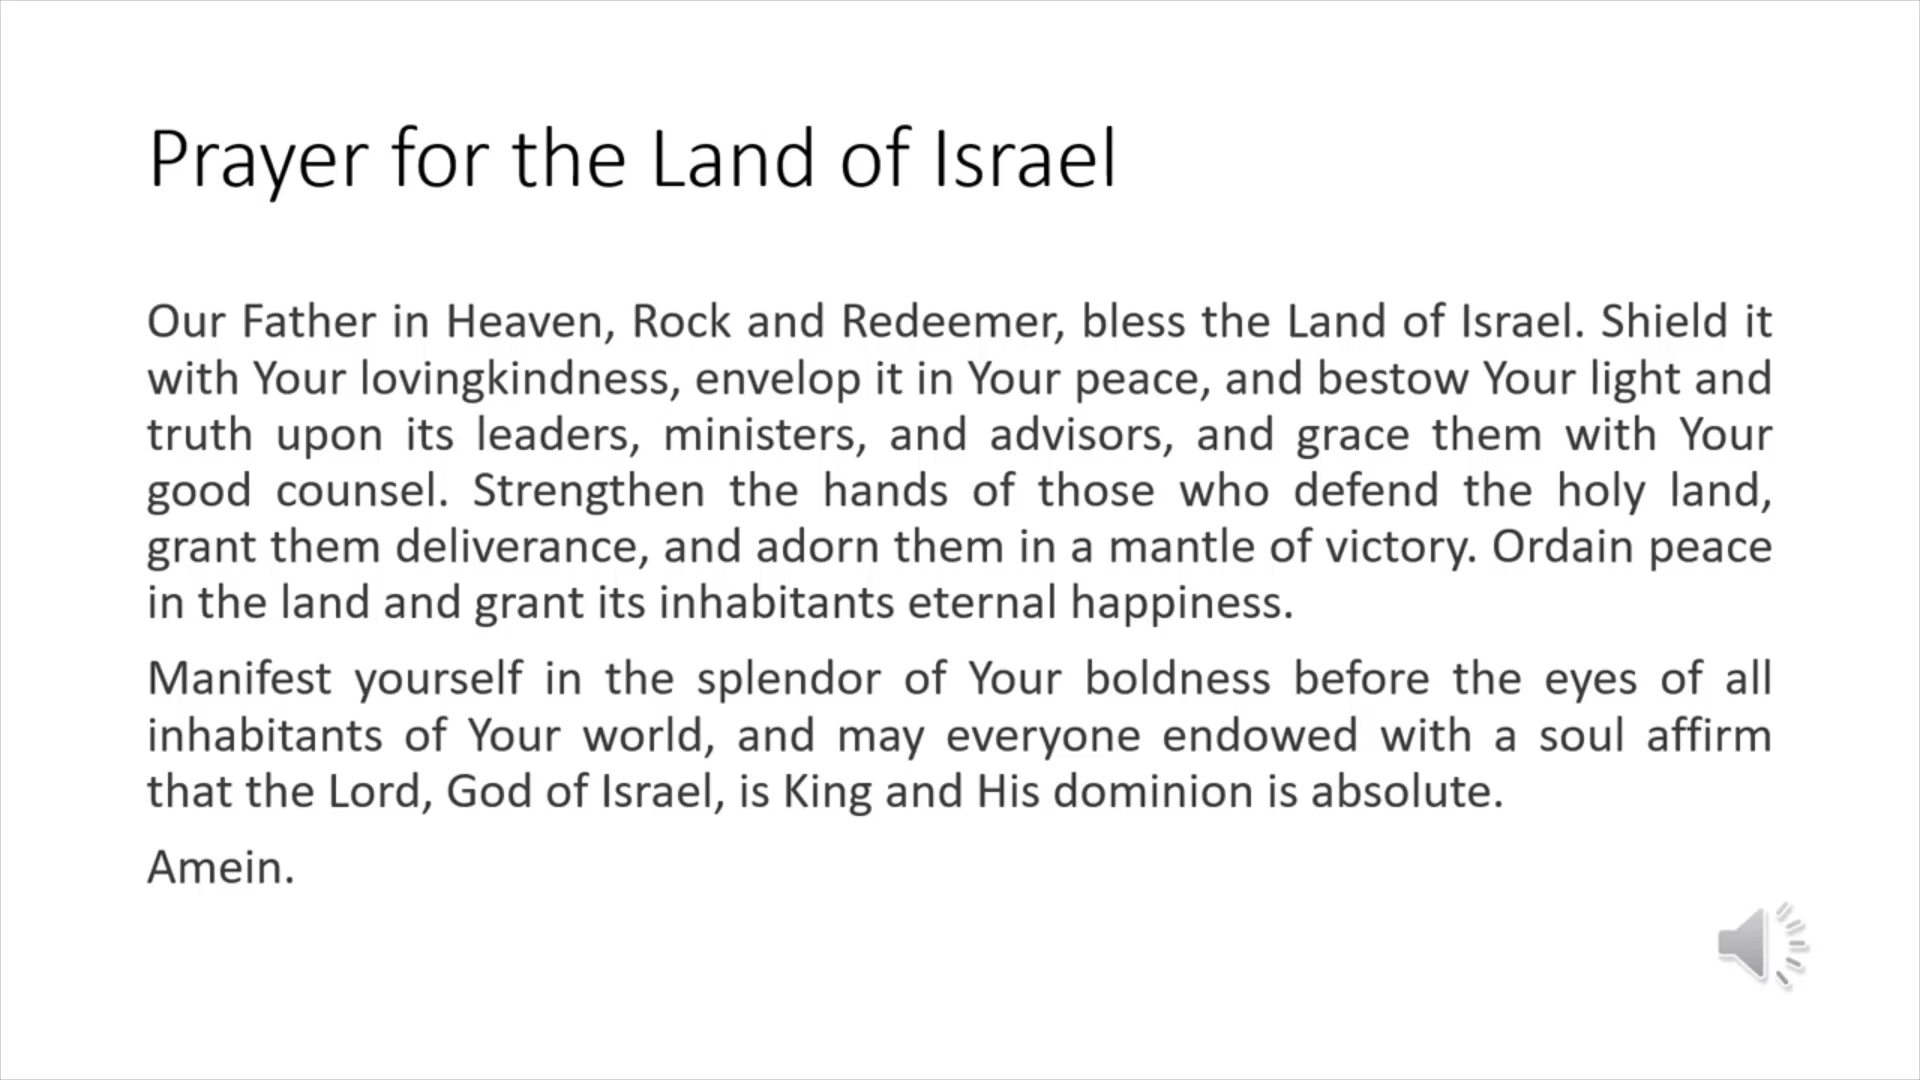 Prayer for the Land of Israel
Our Father in Heaven, Rock and Redeemer, bless the Land of Israel. Shield it
with Your lovingkindness, envelop it in Your peace, and bestow Your light and
truth upon its leaders, ministers, and advisors, and grace them with Your
good counsel. Strengthen the hands of those who defend the holy land,
grant them deliverance, and adorn them in a mantle of victory. Ordain peace
in the land and grant its inhabitants eternal happiness.
Manifest yourself in the splendor of Your boldness before the eyes of all
inhabitants of Your world, and may everyone endowed with a soul affirm
that the Lord, God of Israel, is King and His dominion is absolute.
Amein.